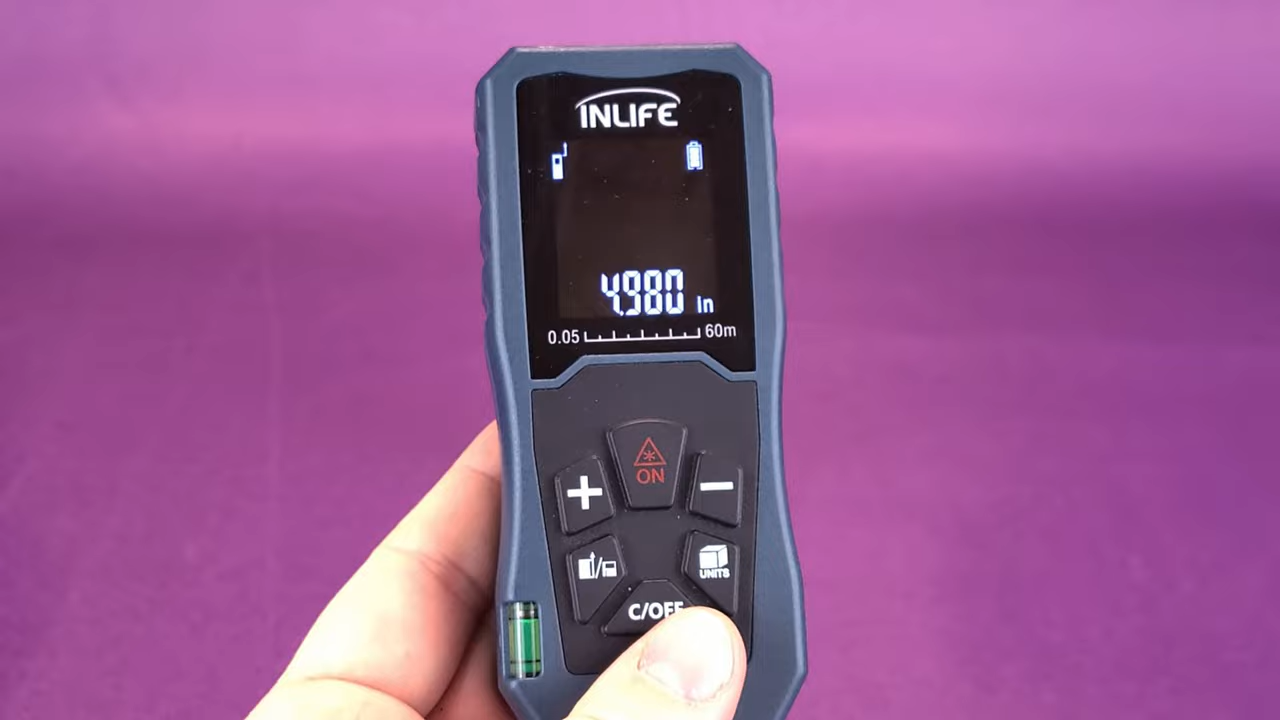 INLIFE
4.980 in
0.05 60m
ON
+ −
/ UNITS
C/OFF